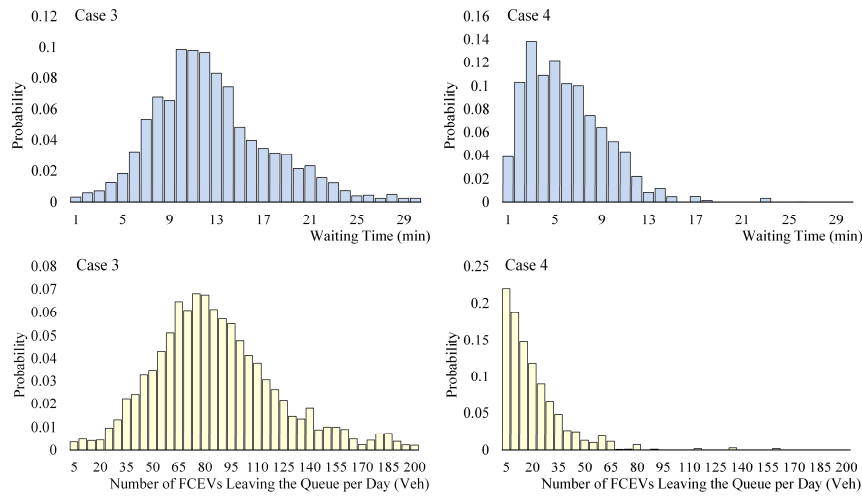 Case 3
Probability
0.12
0.1
0.08
0.06
0.04
0.02
0
1 5 9 13 17 21 25 29
Waiting Time (min)
Case 4
Probability
0.16
0.14
0.12
0.1
0.08
0.06
0.04
0.02
0
1 5 9 13 17 21 25 29
Waiting Time (min)
Case 3
Probability
0.08
0.07
0.06
0.05
0.04
0.03
0.02
0.01
0
5 20 35 50 65 80 95 110 125 140 155 170 185 200
Number of FCEVs Leaving the Queue per Day (Veh)
Case 4
Probability
0.25
0.2
0.15
0.1
0.05
0
5 20 35 50 65 80 95 110 125 140 155 170 185 200
Number of FCEVs Leaving the Queue per Day (Veh)